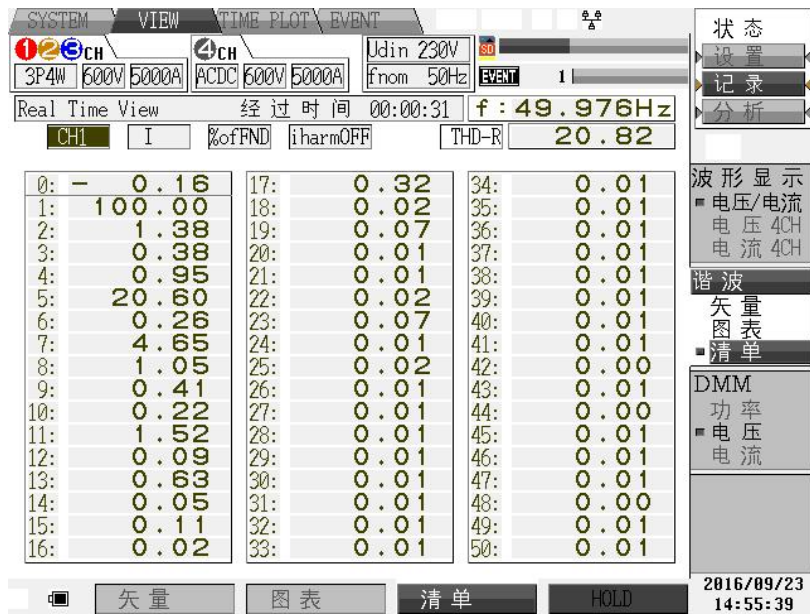 SYSTEM VIEW TIME PLOT EVENT
1 2 3 CH 4 CH Udin 230V SD
3P4W 600V 5000A ACDC 600V 5000A fnom 50Hz EVENT 1
Real Time View 经过时间 00:00:31 f:49.976Hz
CH1 I %ofFND iharmOFF THD-R 20.82
0: - 0.16 17: 0.32 34: 0.01
1: 100.00 18: 0.02 35: 0.01
2: 1.38 19: 0.07 36: 0.01
3: 0.38 20: 0.01 37: 0.01
4: 0.95 21: 0.01 38: 0.01
5: 20.60 22: 0.02 39: 0.01
6: 0.26 23: 0.07 40: 0.01
7: 4.65 24: 0.01 41: 0.01
8: 1.05 25: 0.02 42: 0.00
9: 0.41 26: 0.01 43: 0.01
10: 0.22 27: 0.01 44: 0.00
11: 1.52 28: 0.01 45: 0.01
12: 0.09 29: 0.01 46: 0.01
13: 0.63 30: 0.01 47: 0.01
14: 0.05 31: 0.01 48: 0.00
15: 0.11 32: 0.01 49: 0.01
16: 0.02 33: 0.01 50: 0.01
矢量 图表 清单 HOLD
状态
设置
记录
分析
波形显示
电压/电流
电压 4CH
电流 4CH
谐波
矢量
图表
清单
DMM
功率
电压
电流
2016/09/23
14:55:39